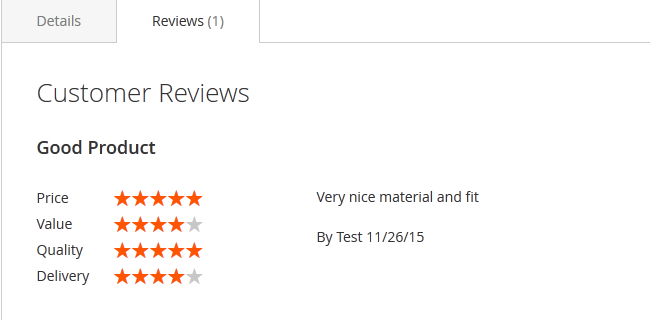 Details
Reviews (1)
Customer Reviews
Good Product
Price
Very nice material and fit
Value
By Test 11/26/15
Quality
Delivery